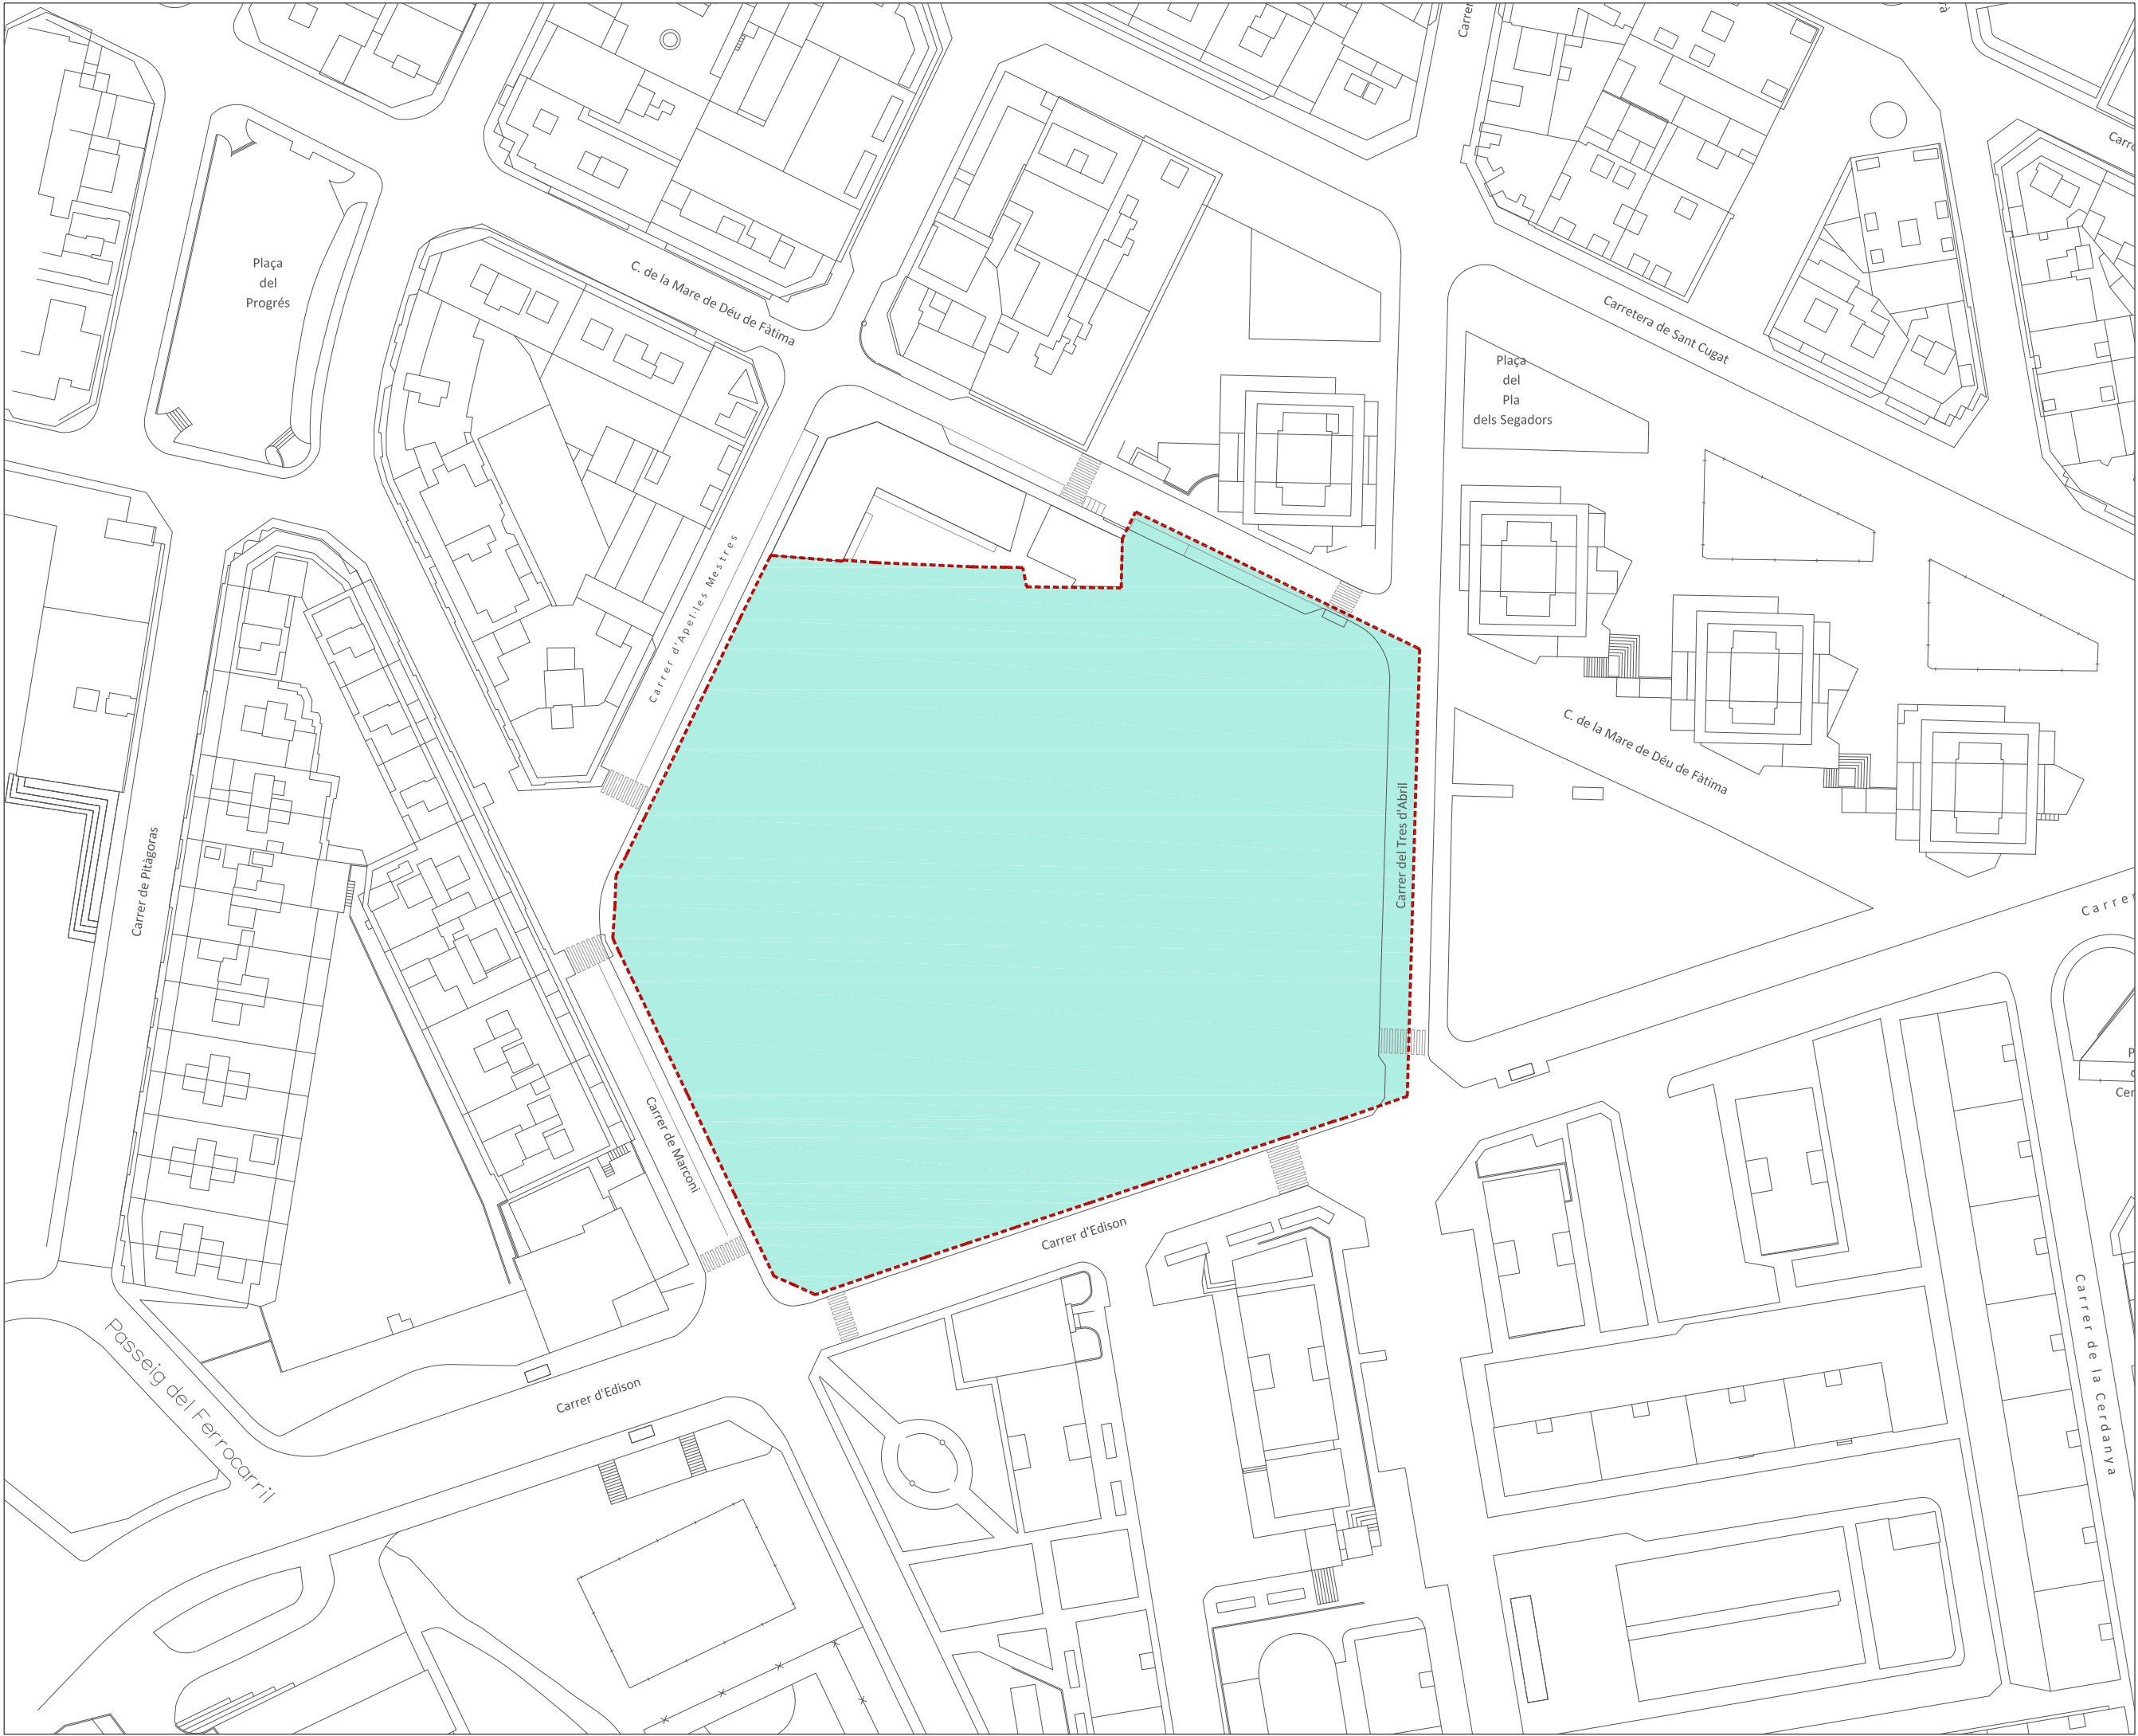 Carrer
Plaça
del
Progrés
C. de la Mare de Déu de Fàtima
Carretera de Sant Cugat
Plaça
del
Pla
dels Segadors
Carrer d'Apel·les Mestres
C. de la Mare de Déu de Fàtima
Carrer del Tres d'Abril
Carrer de Pitàgoras
Carrer
Carrer de Marconi
Carrer d'Edison
Carrer de la Cerdanya
Passeig del Ferrocarril
Carrer d'Edison